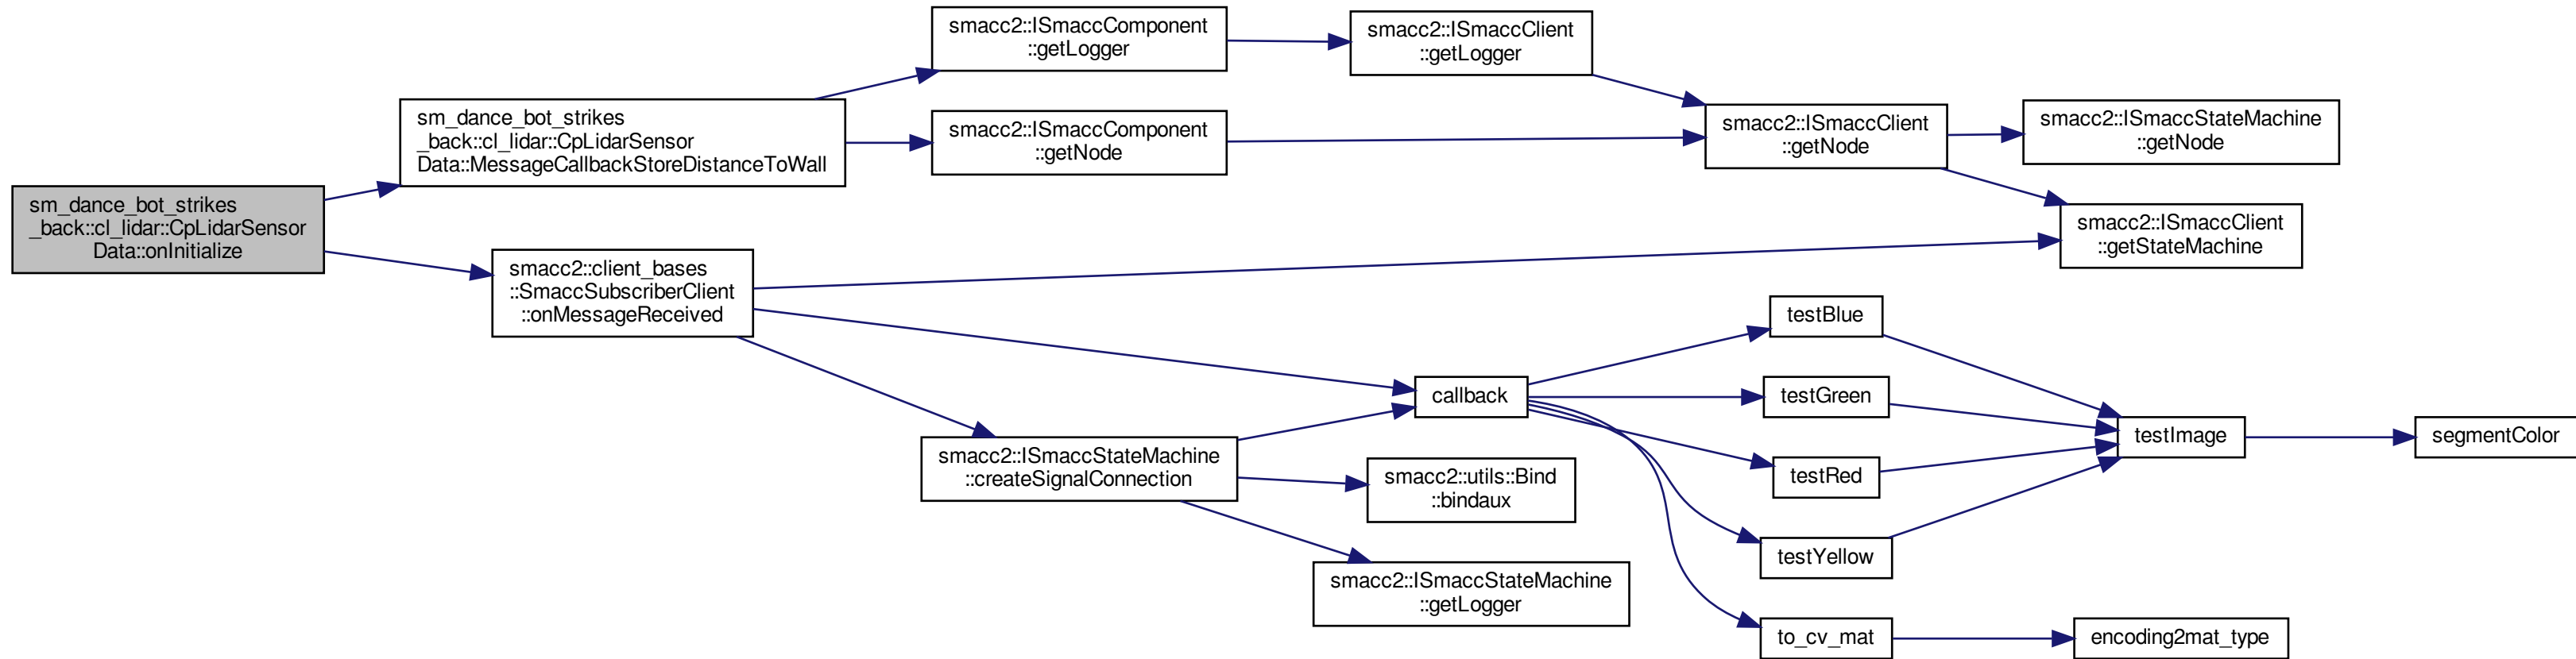 sm_dance_bot_strikes
_back::cl_lidar::CpLidarSensor
Data::onInitialize
sm_dance_bot_strikes
_back::cl_lidar::CpLidarSensor
Data::MessageCallbackStoreDistanceToWall
smacc2::client_bases
::SmaccSubscriberClient
::onMessageReceived
smacc2::ISmaccComponent
::getLogger
smacc2::ISmaccComponent
::getNode
smacc2::ISmaccStateMachine
::createSignalConnection
smacc2::ISmaccClient
::getLogger
callback
smacc2::utils::Bind
::bindaux
smacc2::ISmaccStateMachine
::getLogger
smacc2::ISmaccClient
::getNode
testBlue
testGreen
testRed
testYellow
to_cv_mat
smacc2::ISmaccStateMachine
::getNode
smacc2::ISmaccClient
::getStateMachine
testImage
encoding2mat_type
segmentColor